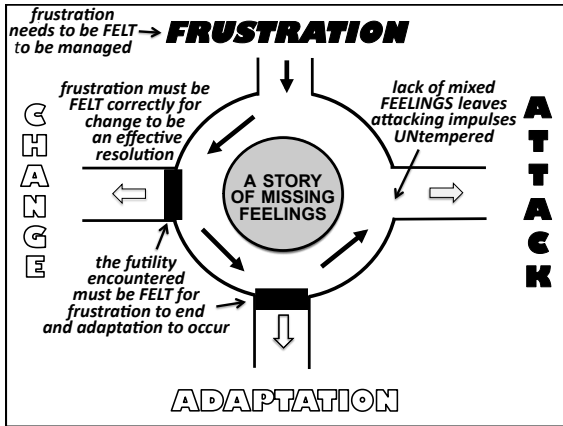 frustration
needs to be FELT
to be managed
FRUSTRATION
frustration must be
FELT correctly for
change to be
an effective
resolution
lack of mixed
FEELINGS leaves
attacking impulses
UNtempered
CHANGE
A STORY
OF MISSING
FEELINGS
ATTACK
the futility
encountered
must be FELT for
frustration to end
and adaptation to occur
ADAPTATION